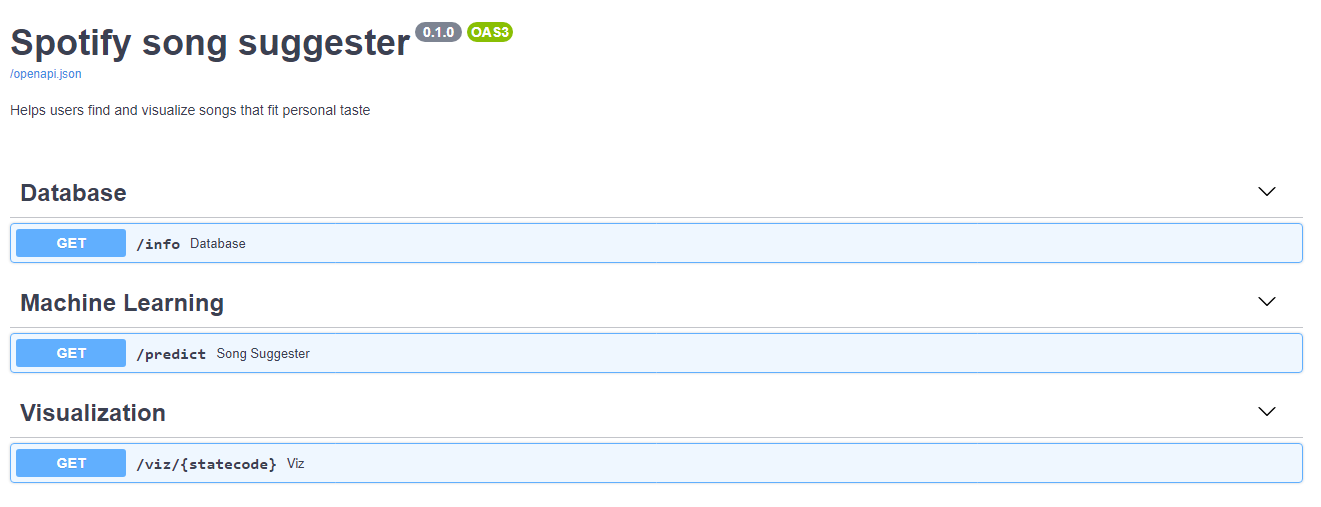 Spotify song suggester 0.1.0 OAS3
/openapi.json
Helps users find and visualize songs that fit personal taste
Database
GET /info Database
Machine Learning
GET /predict Song Suggester
Visualization
GET /viz/{statecode} Viz